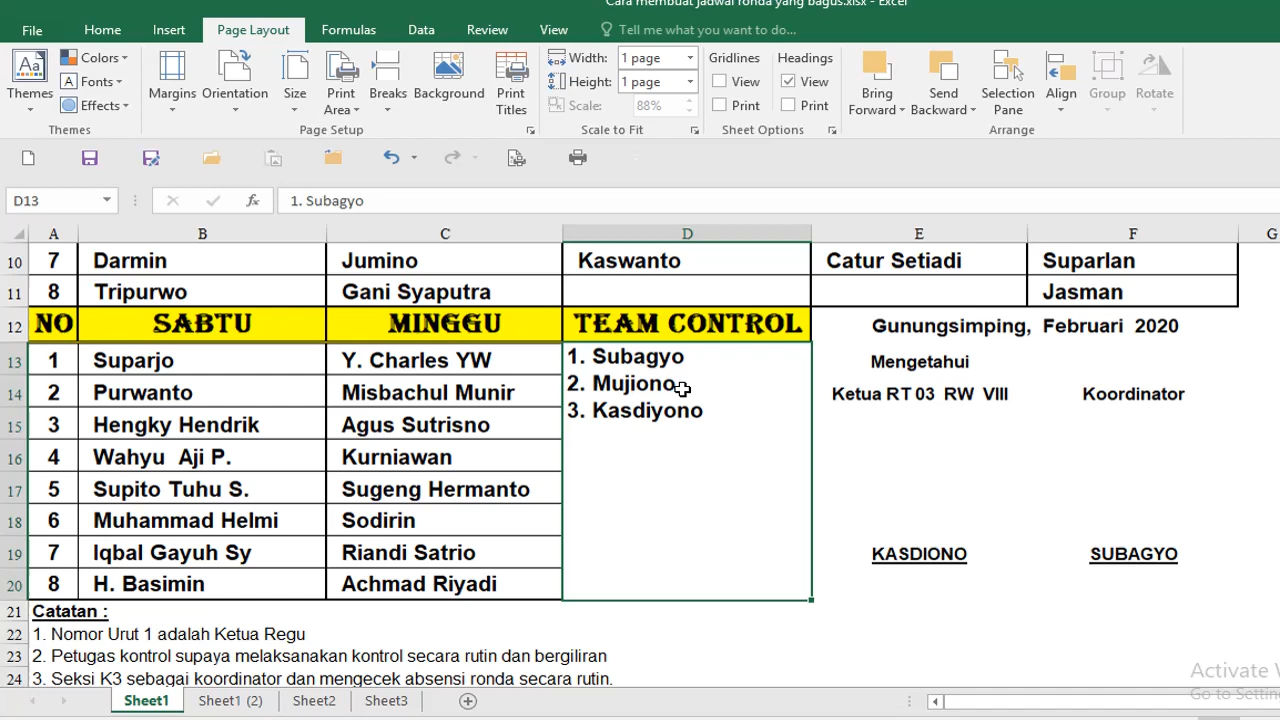 Cara membuat jadwal ronda yang bagus.xlsx - Excel
File Home Insert Page Layout Formulas Data Review View Tell me what you want to do...
Themes
Colors
Fonts
Effects
Themes
Margins
Orientation
Size
Print Area
Breaks
Background
Print Titles
Page Setup
Width: 1 page
Height: 1 page
Scale: 88%
Scale to Fit
Gridlines
View
Print
Headings
View
Print
Sheet Options
Bring Forward
Send Backward
Selection Pane
Align
Group
Rotate
Arrange
D13 fx 1. Subagyo
A B C D E F G
10 7 Darmin Jumino Kaswanto Catur Setiadi Suparlan
11 8 Tripurwo Gani Syaputra Jasman
12 NO SABTU MINGGU TEAM CONTROL Gunungsimping, Februari 2020
13 1 Suparjo Y. Charles YW 1. Subagyo Mengetahui
14 2 Purwanto Misbachul Munir 2. Mujiono Ketua RT 03 RW VIII Koordinator
15 3 Hengky Hendrik Agus Sutrisno 3. Kasdiyono
16 4 Wahyu Aji P. Kurniawan
17 5 Supito Tuhu S. Sugeng Hermanto
18 6 Muhammad Helmi Sodirin
19 7 Iqbal Gayuh Sy Riandi Satrio KASDIONO SUBAGYO
20 8 H. Basimin Achmad Riyadi
21 Catatan :
22 1. Nomor Urut 1 adalah Ketua Regu
23 2. Petugas kontrol supaya melaksanakan kontrol secara rutin dan bergiliran
24 3. Seksi K3 sebagai koordinator dan mengecek absensi ronda secara rutin.
Activate
Go to Settin
Sheet1 Sheet1 (2) Sheet2 Sheet3